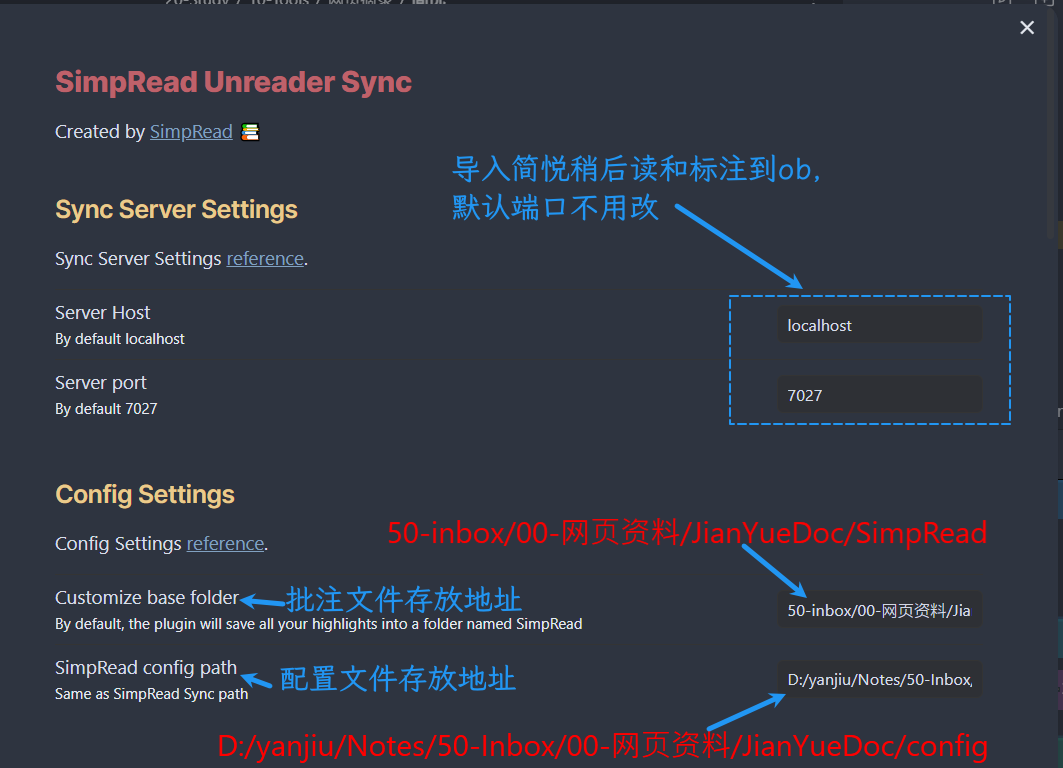 SimpRead Unreader Sync
Created by SimpRead
导入简悦稍后读和标注到ob,
默认端口不用改
Sync Server Settings
Sync Server Settings reference.
Server Host
By default localhost
localhost
Server port
By default 7027
7027
Config Settings
Config Settings reference.
50-inbox/00-网页资料/JianYueDoc/SimpRead
Customize base folder
批注文件存放地址
By default, the plugin will save all your highlights into a folder named SimpRead
50-inbox/00-网页资料/Jia
SimpRead config path
配置文件存放地址
Same as SimpRead Sync path
D:/yanjiu/Notes/50-Inbox,
D:/yanjiu/Notes/50-Inbox/00-网页资料/JianYueDoc/config